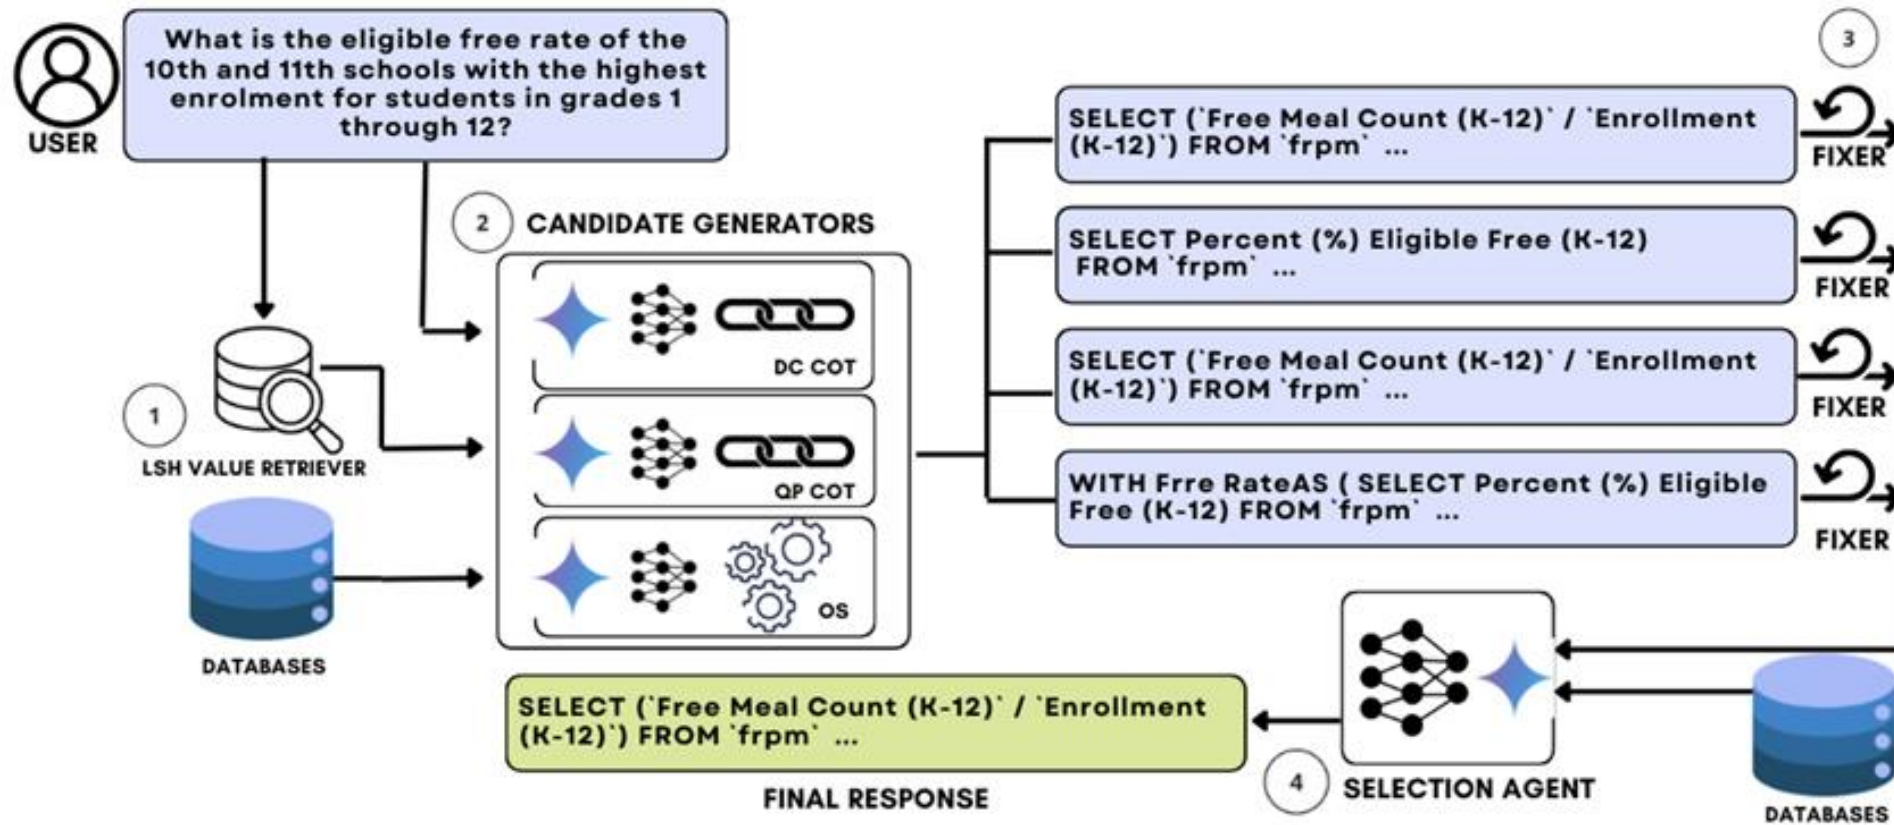 What is the eligible free rate of the
10th and 11th schools with the highest
enrolment for students in grades 1
through 12?
USER
2
CANDIDATE GENERATORS
DC COT
QP COT
OS
1
LSH VALUE RETRIEVER
DATABASES
3
SELECT (`Free Meal Count (K-12)` / `Enrollment
(K-12)`) FROM `frpm` ...
FIXER
SELECT Percent (%) Eligible Free (K-12)
FROM `frpm` ...
FIXER
SELECT (`Free Meal Count (K-12)` / `Enrollment
(K-12)`) FROM `frpm` ...
FIXER
WITH Frre RateAS ( SELECT Percent (%) Eligible
Free (K-12) FROM `frpm` ...
FIXER
SELECT (`Free Meal Count (K-12)` / `Enrollment
(K-12)`) FROM `frpm` ...
FINAL RESPONSE
4
SELECTION AGENT
DATABASES